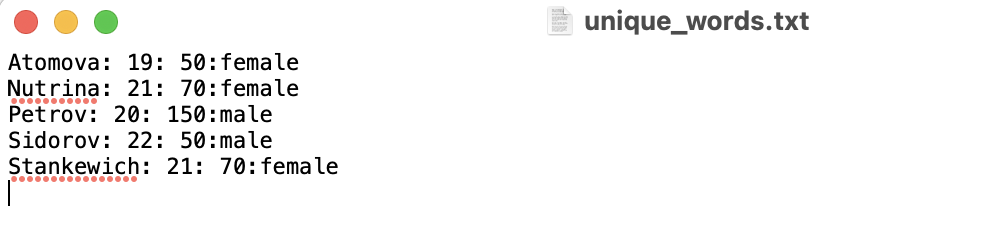 unique_words.txt
Atomova: 19: 50:female
Nutrina: 21: 70:female
Petrov: 20: 150:male
Sidorov: 22: 50:male
Stankewich: 21: 70:female